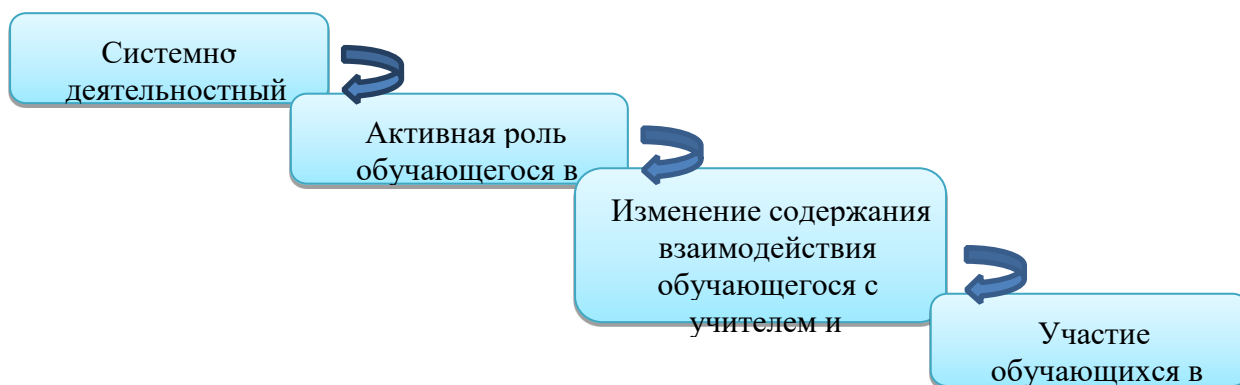 Системно-
деятельностный
Активная роль
обучающегося в
Изменение содержания
взаимодействия
обучающегося с
учителем и
Участие
обучающихся в